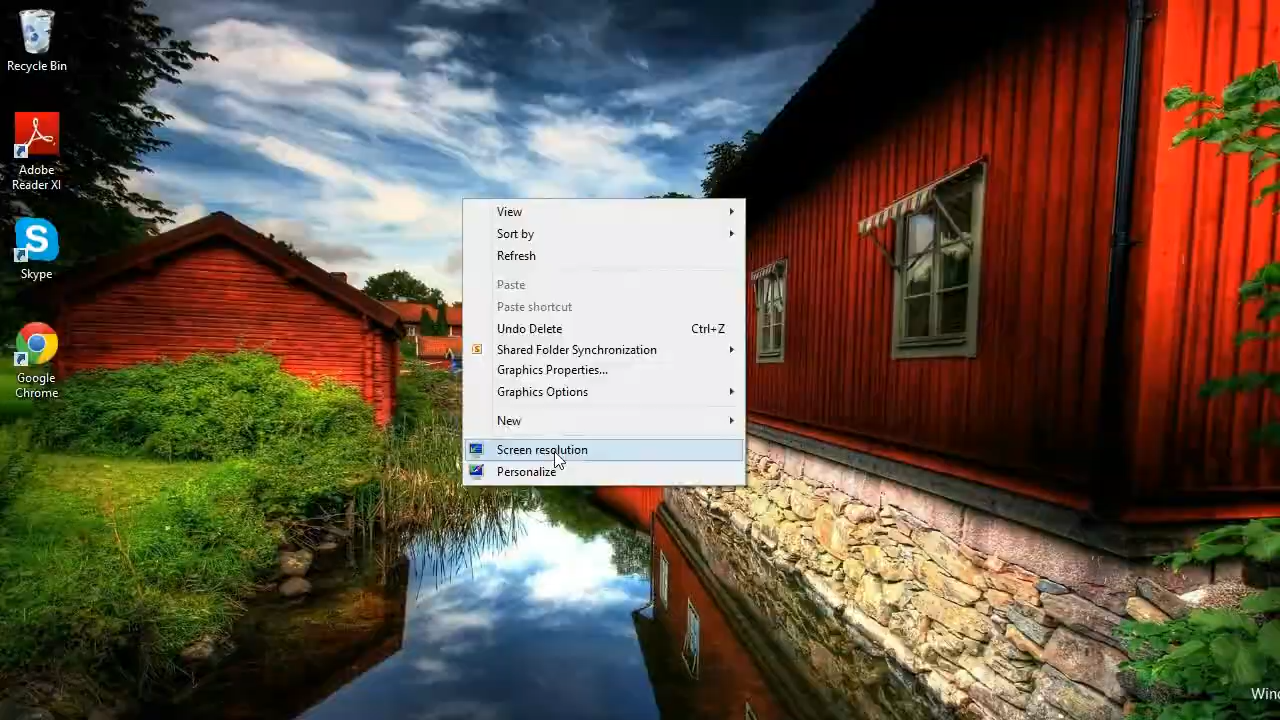 Recycle Bin
Adobe
Reader XI
Skype
Google
Chrome
View
Sort by
Refresh
Paste
Paste shortcut
Undo Delete Ctrl+Z
Shared Folder Synchronization
Graphics Properties...
Graphics Options
New
Screen resolution
Personalize